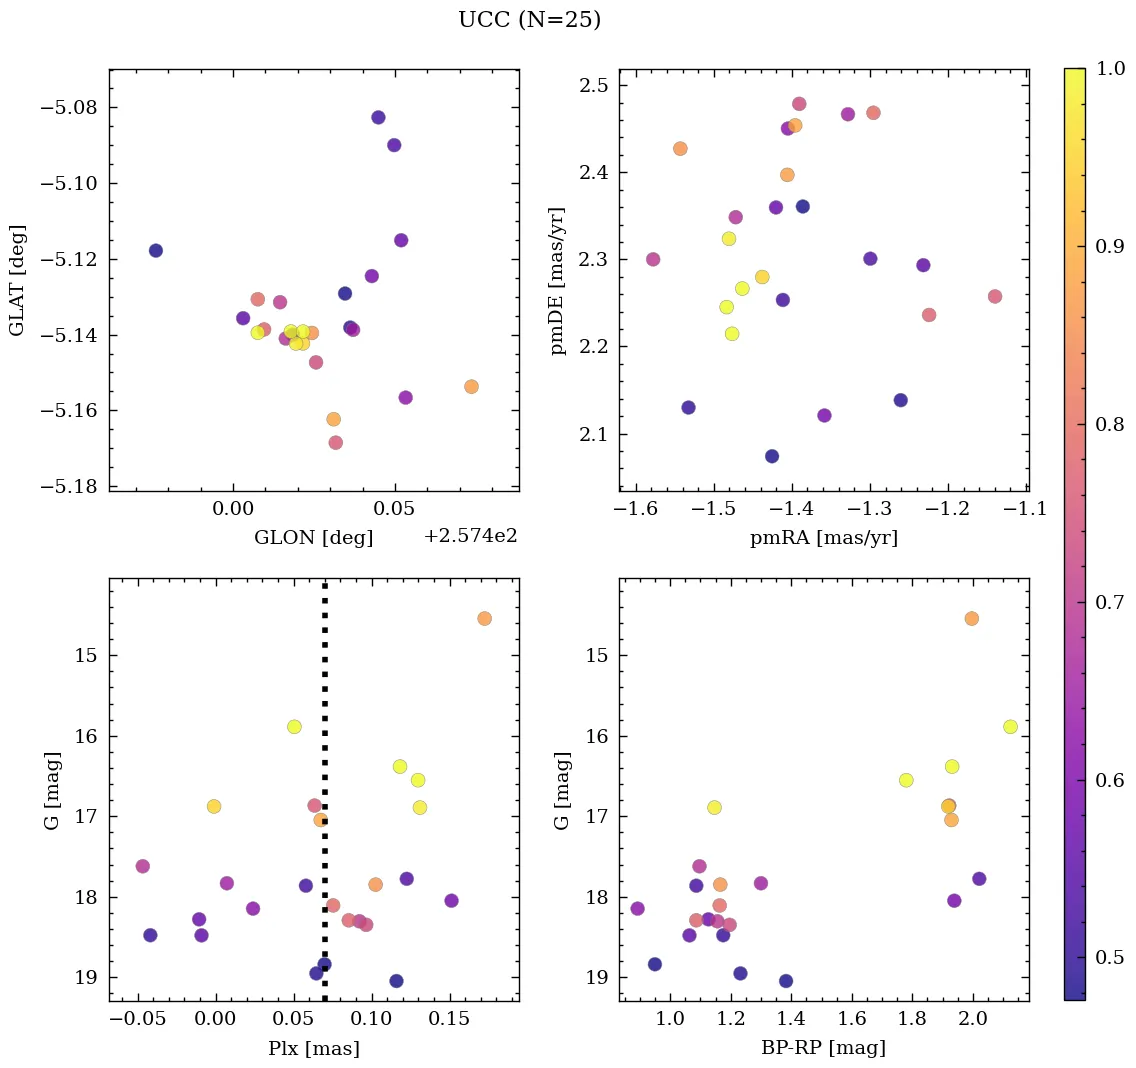 UCC (N=25)
−5.08
−5.10
−5.12
−5.14
−5.16
−5.18
GLAT [deg]
0.00 0.05
GLON [deg] +2.574e2
2.5
2.4
2.3
2.2
2.1
pmDE [mas/yr]
−1.6 −1.5 −1.4 −1.3 −1.2 −1.1
pmRA [mas/yr]
15
16
17
18
19
G [mag]
−0.05 0.00 0.05 0.10 0.15
Plx [mas]
15
16
17
18
19
G [mag]
1.0 1.2 1.4 1.6 1.8 2.0
BP-RP [mag]
1.0
0.9
0.8
0.7
0.6
0.5